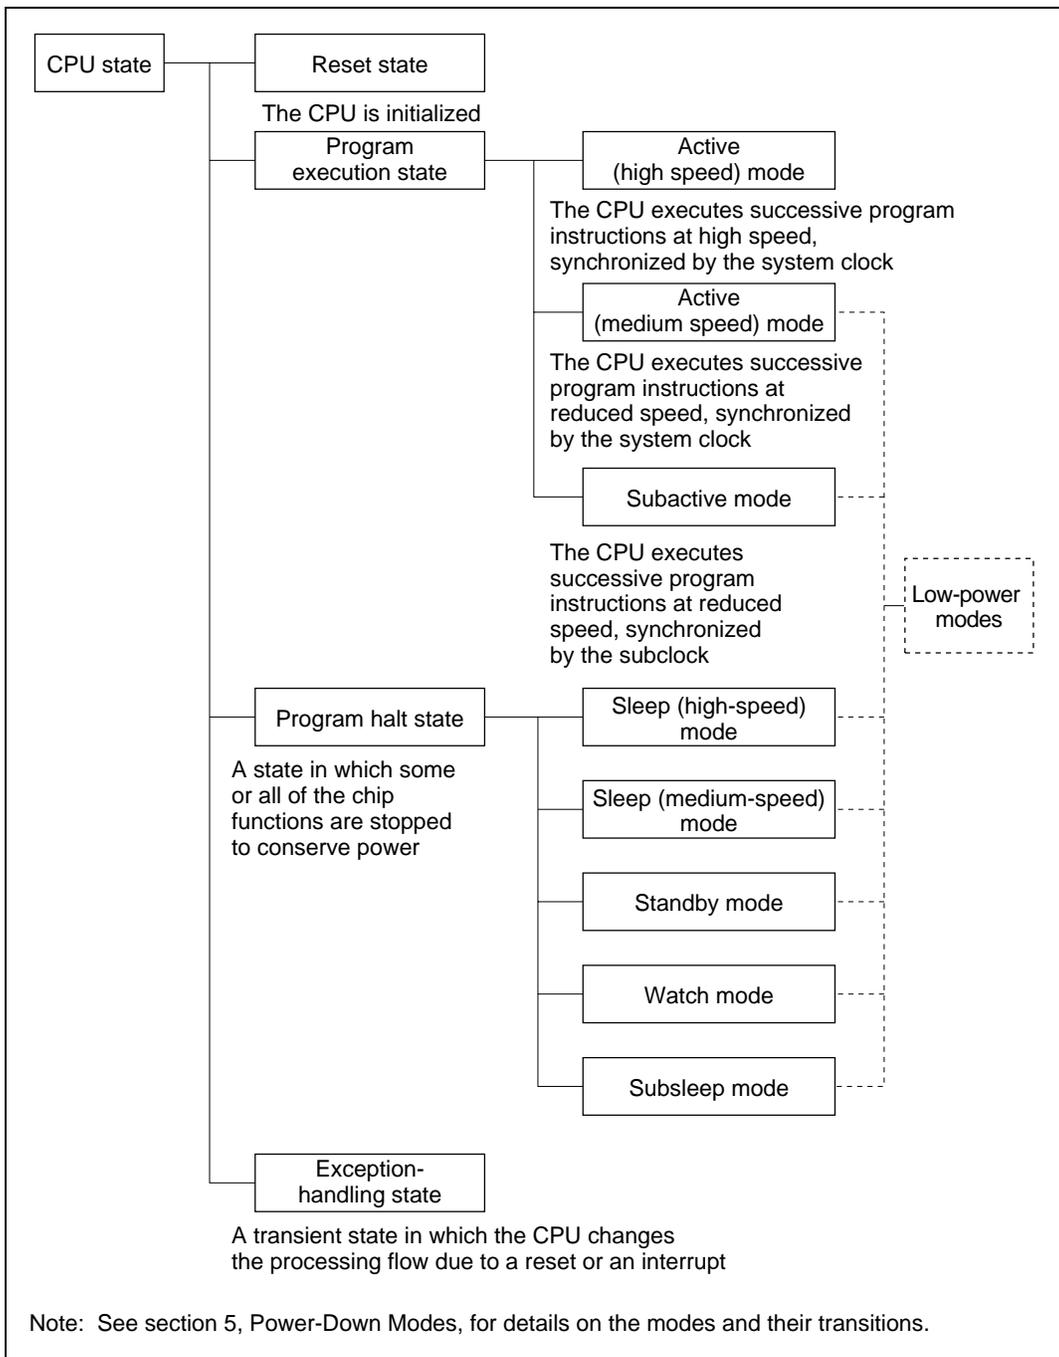 CPU state
Reset state
The CPU is initialized
Program
execution state
Active
(high speed) mode
The CPU executes successive program
instructions at high speed,
synchronized by the system clock
Active
(medium speed) mode
The CPU executes successive
program instructions at
reduced speed, synchronized
by the system clock
Subactive mode
The CPU executes
successive program
instructions at reduced
speed, synchronized
by the subclock
Low-power
modes
Program halt state
A state in which some
or all of the chip
functions are stopped
to conserve power
Sleep (high-speed)
mode
Sleep (medium-speed)
mode
Standby mode
Watch mode
Subsleep mode
Exception-
handling state
A transient state in which the CPU changes
the processing flow due to a reset or an interrupt
Note: See section 5, Power-Down Modes, for details on the modes and their transitions.